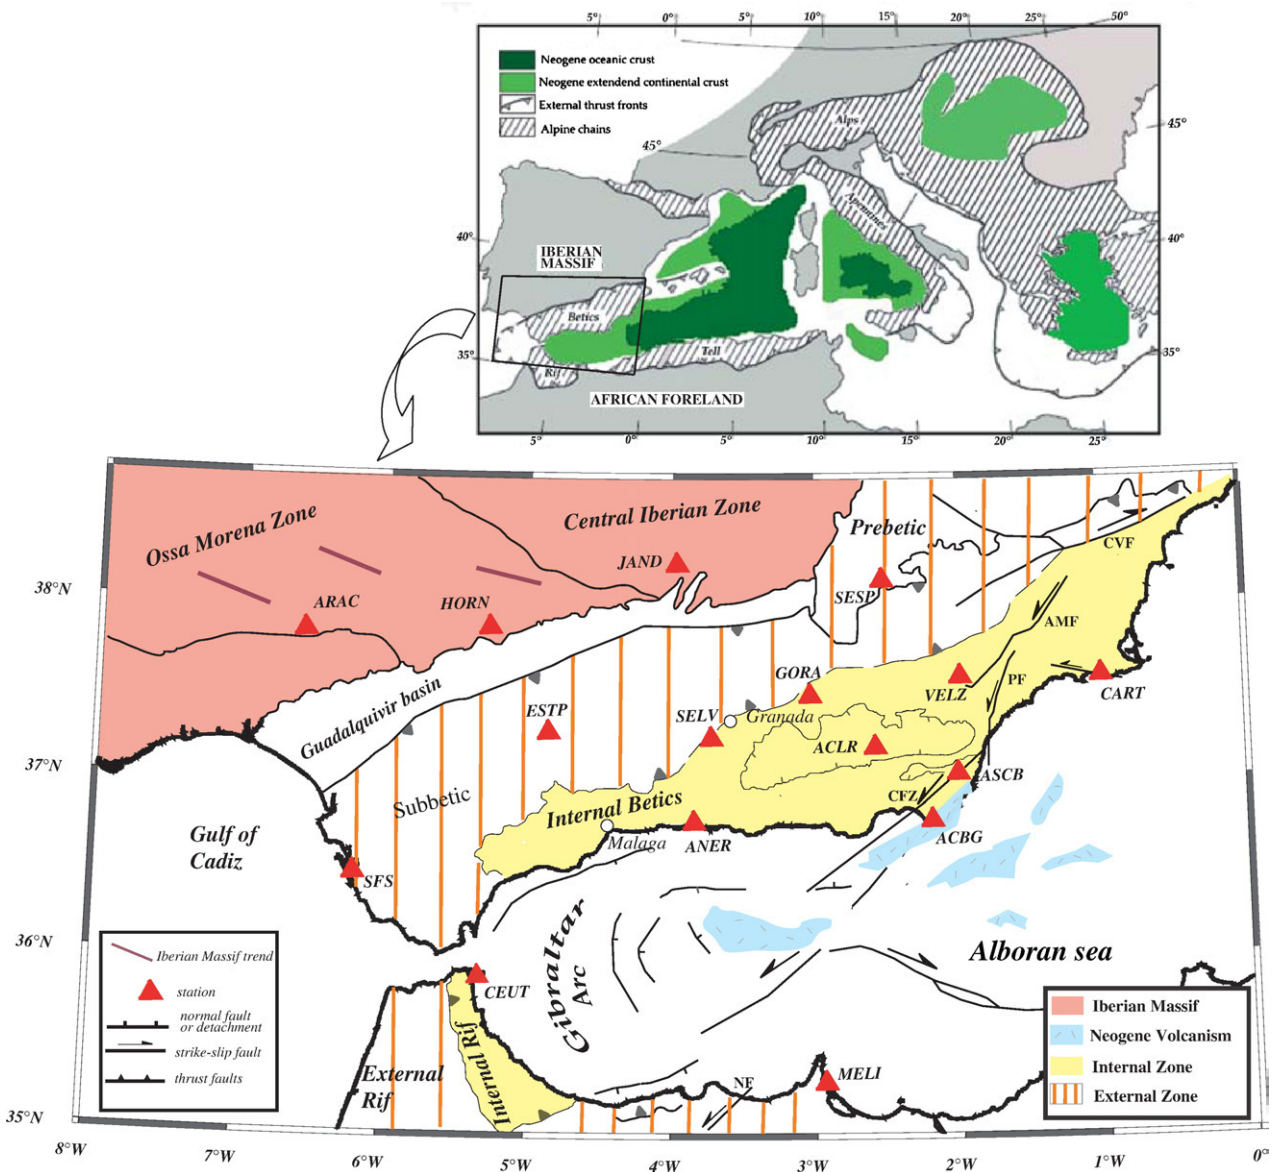 5°
0°
5°
10°
15°
20°
25°
50°
Neogene oceanic crust
Neogene extendend continental crust
External thrust fronts
Alpine chains
Alps
45°
45°
Apennines
40°
40°
IBERIAN
MASSIF
Betics
35°
35°
Tell
Rif
AFRICAN FORELAND
5°
0°
5°
10°
15°
20°
25°
Ossa Morena Zone
Central Iberian Zone
Prebetic
CVF
JAND
38°N
ARAC
HORN
SESP
AMF
GORA
VELZ
PF
CART
Guadalquivir basin
ESTP
SELV
Granada
ACLR
37°N
ASCB
Subbetic
Internal Betics
CFZ
Gulf of
Cadiz
Malaga
ANER
ACBG
SFS
36°N
Gibraltar
Arc
Alboran sea
Iberian Massif trend
station
normal fault
or detachment
strike-slip fault
thrust faults
CEUT
Internal Rif
External
Rif
NF
MELI
Iberian Massif
Neogene Volcanism
Internal Zone
External Zone
35°N
8°W
7°W
6°W
5°W
4°W
3°W
2°W
1°W
0°